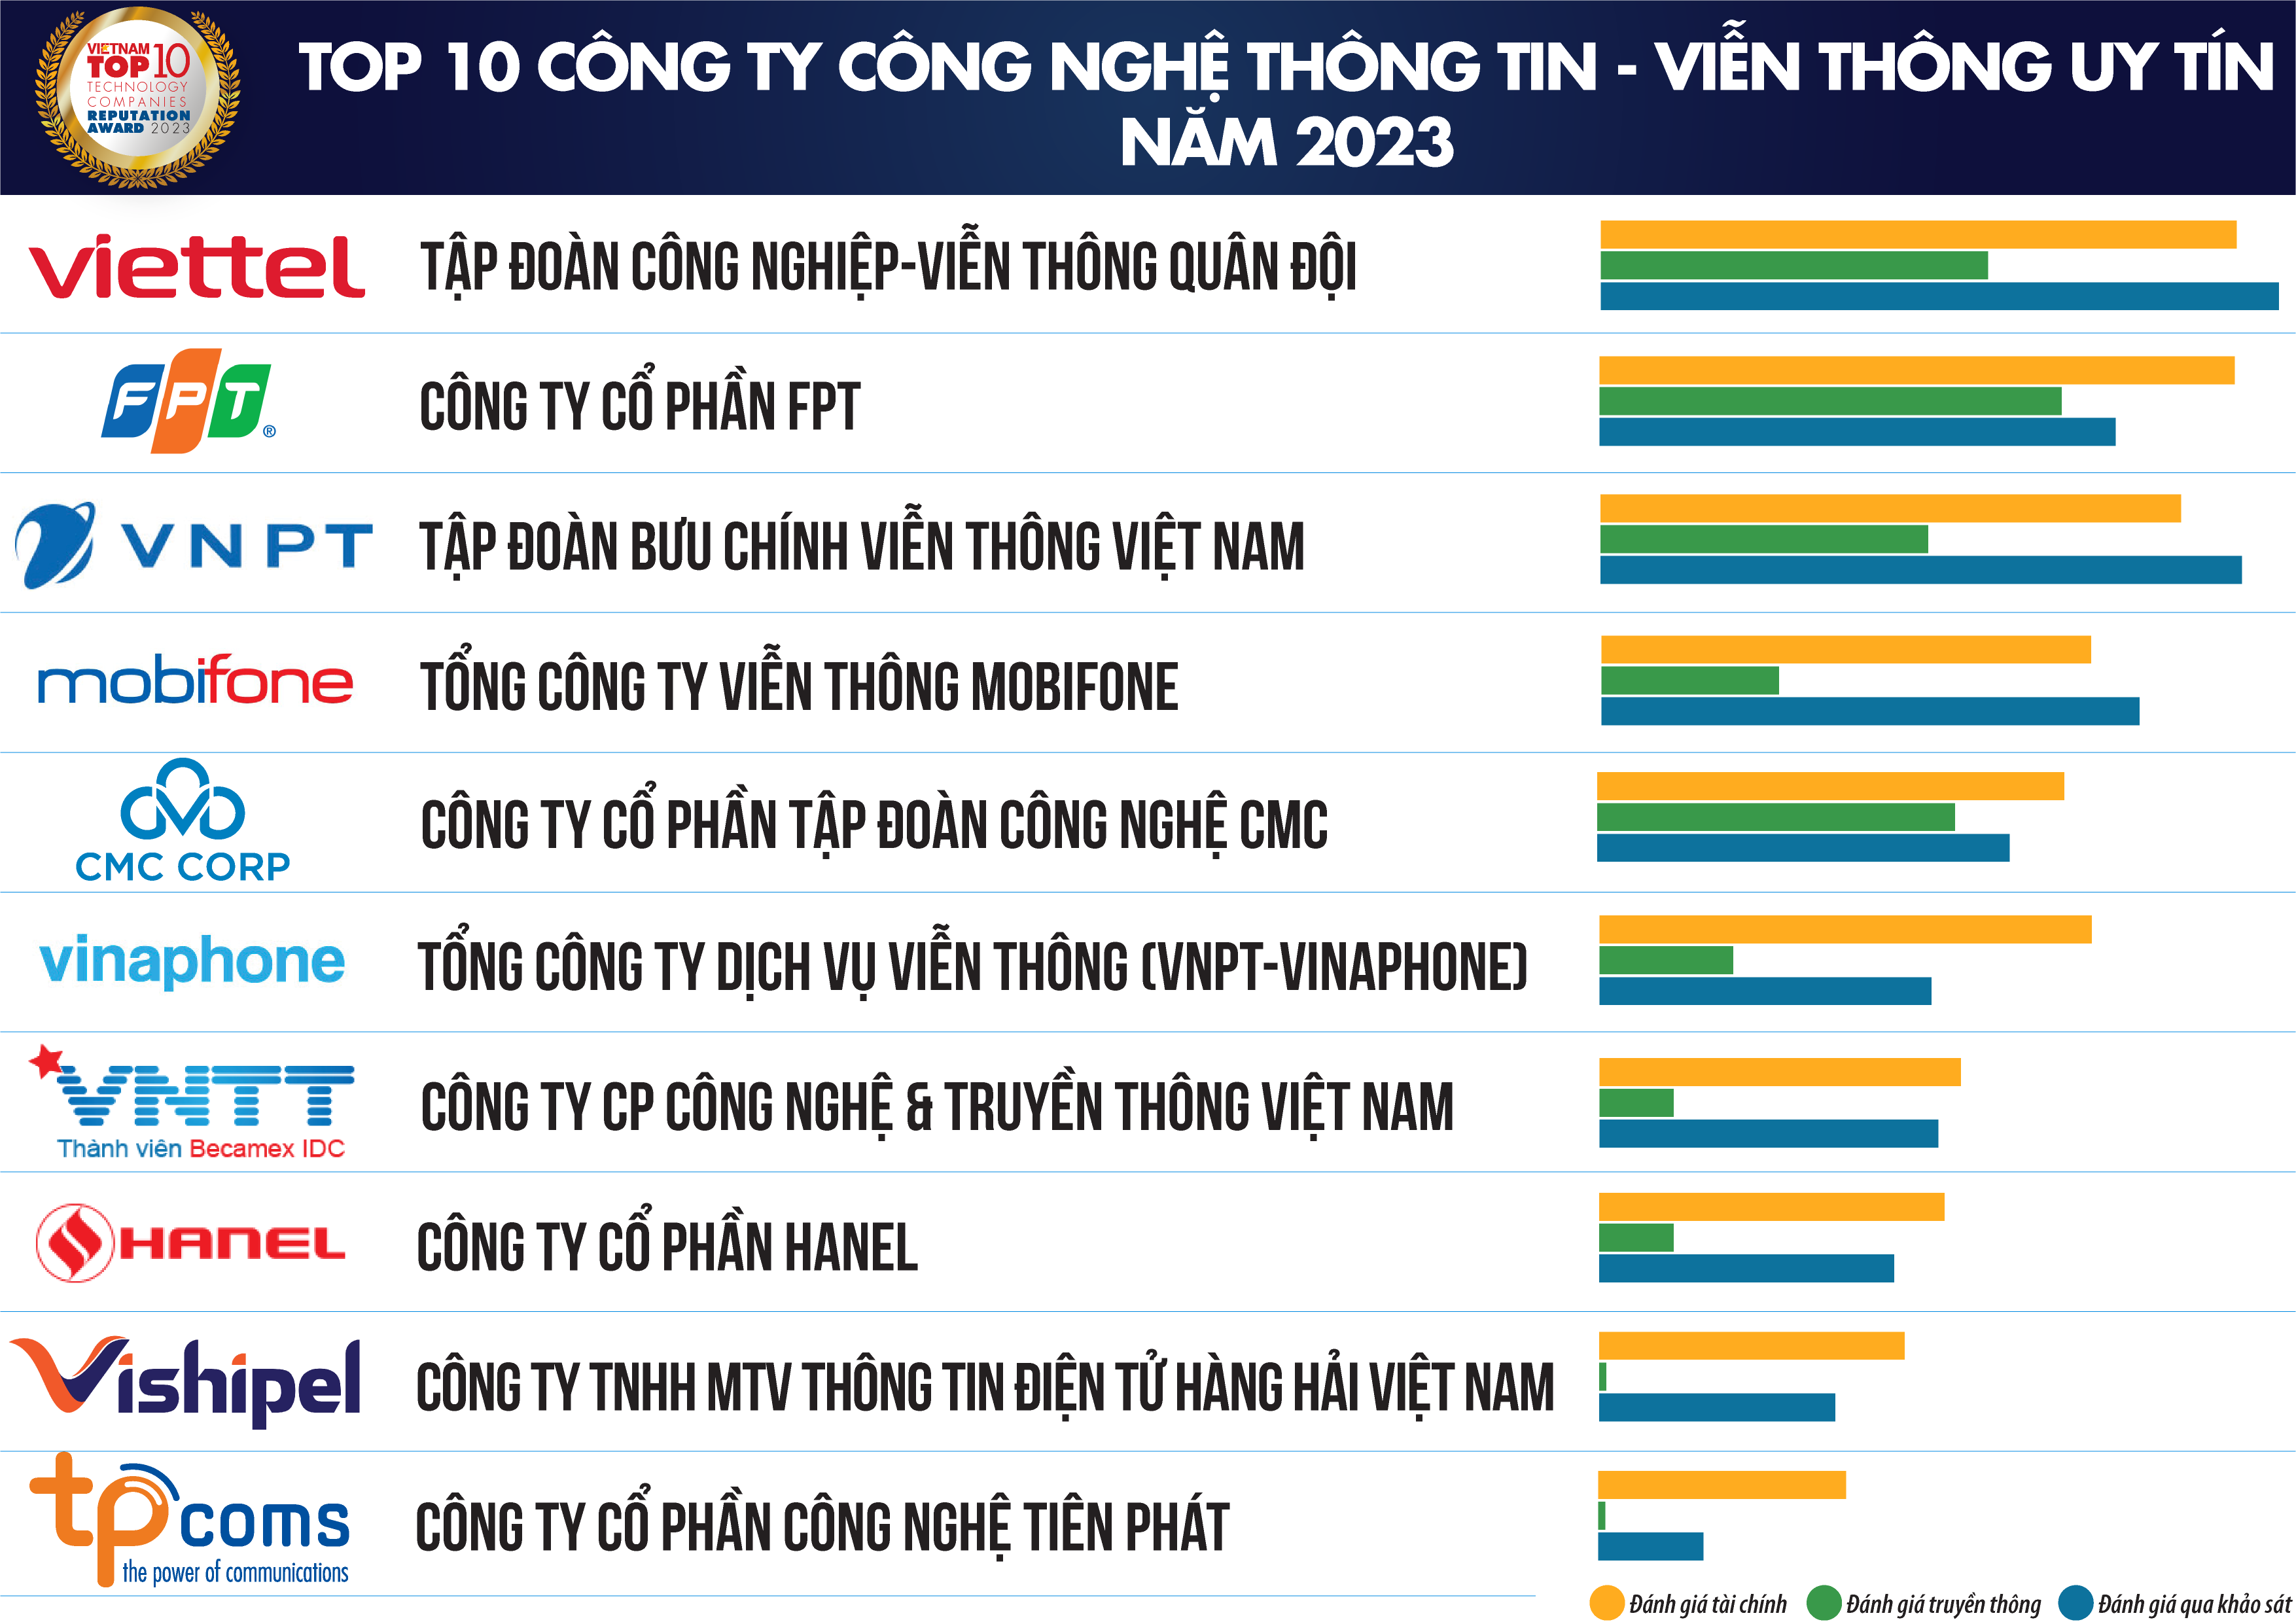 VIETNAM
TOP 10
TECHNOLOGY
COMPANIES
REPUTATION
AWARD 2023
TOP 10 CÔNG TY CÔNG NGHỆ THÔNG TIN - VIỄN THÔNG UY TÍN
NĂM 2023
viettel
TẬP ĐOÀN CÔNG NGHIỆP-VIỄN THÔNG QUÂN ĐỘI
FPT®
CÔNG TY CỔ PHẦN FPT
VNPT
TẬP ĐOÀN BƯU CHÍNH VIỄN THÔNG VIỆT NAM
mobifone
TỔNG CÔNG TY VIỄN THÔNG MOBIFONE
CMC CORP
CÔNG TY CỔ PHẦN TẬP ĐOÀN CÔNG NGHỆ CMC
vinaphone
TỔNG CÔNG TY DỊCH VỤ VIỄN THÔNG (VNPT-VINAPHONE)
VNTT
Thành viên Becamex IDC
CÔNG TY CP CÔNG NGHỆ & TRUYỀN THÔNG VIỆT NAM
HANEL
CÔNG TY CỔ PHẦN HANEL
Vishipel
CÔNG TY TNHH MTV THÔNG TIN ĐIỆN TỬ HÀNG HẢI VIỆT NAM
tpcoms
the power of communications
CÔNG TY CỔ PHẦN CÔNG NGHỆ TIÊN PHÁT
Đánh giá tài chính Đánh giá truyền thông Đánh giá qua khảo sát